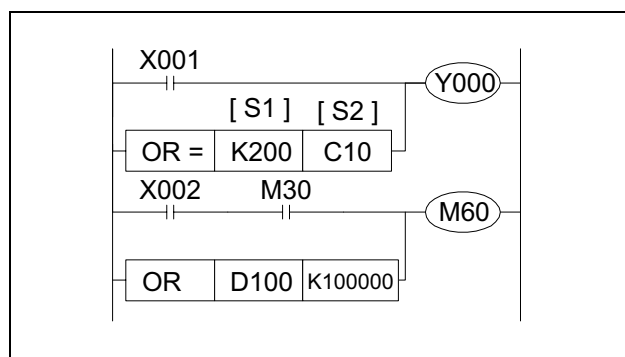 X001
Y000
[ S1 ] [ S2 ]
OR = K200 C10
X002 M30
M60
OR D100 K100000